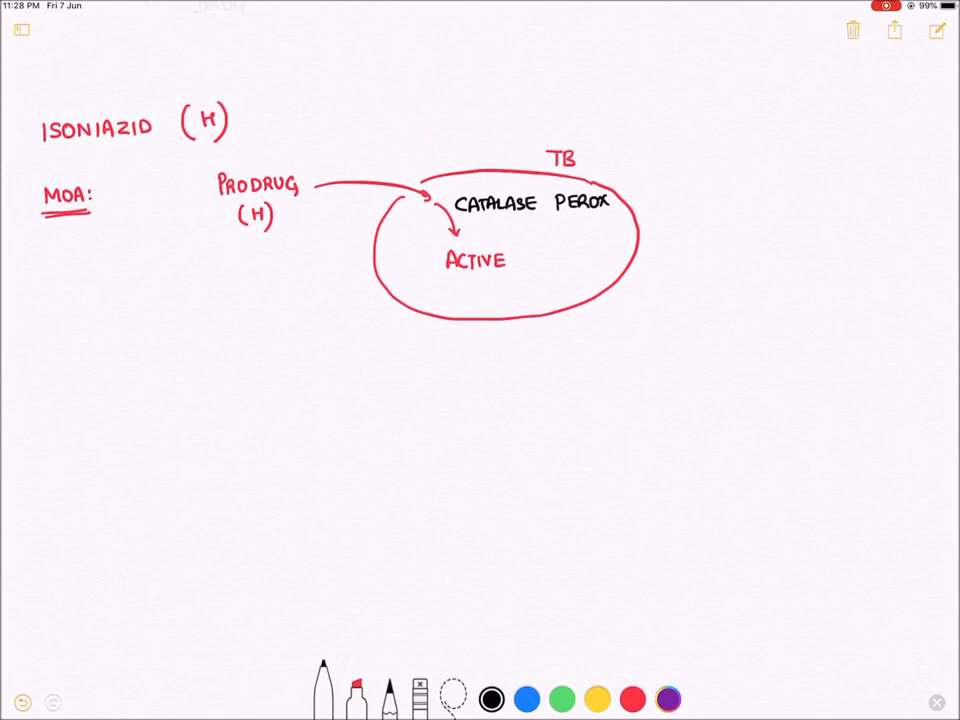 11:28 PM Fri 7 Jun
99%
ISONIAZID (H)
TB
MOA:
PRODRUG
(H)
CATALASE PEROX
ACTIVE